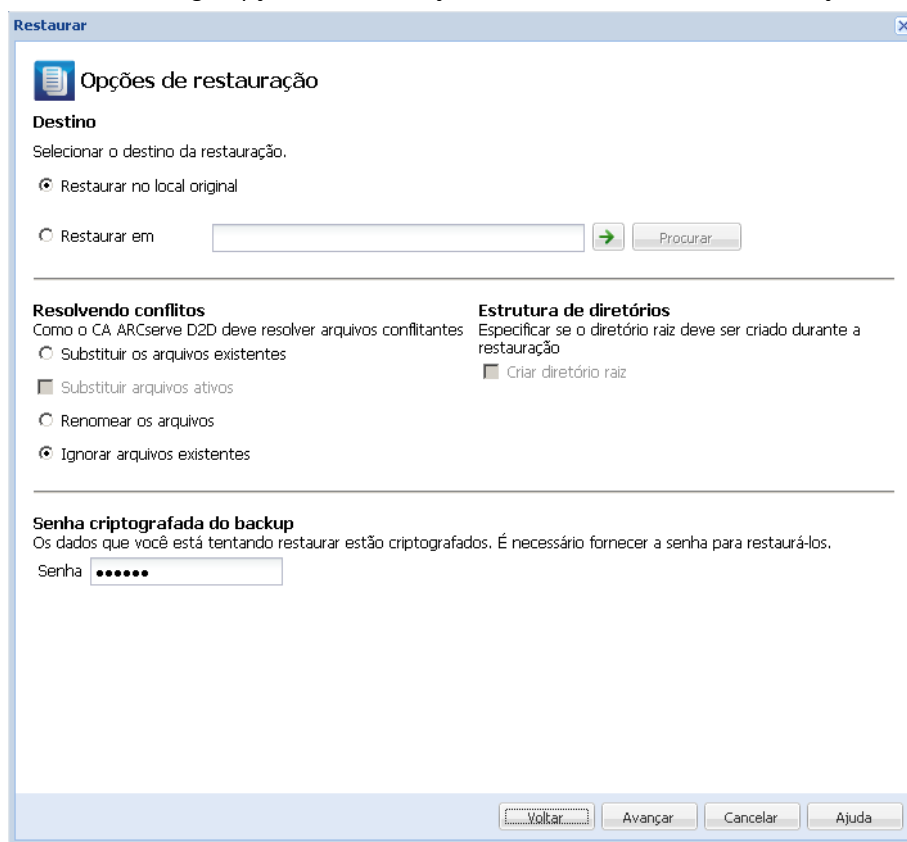 Restaurar
Opções de restauração
Destino
Selecionar o destino da restauração.
Restaurar no local original
Restaurar em
Procurar
Resolvendo conflitos
Como o CA ARCserve D2D deve resolver arquivos conflitantes
Substituir os arquivos existentes
Substituir arquivos ativos
Renomear os arquivos
Ignorar arquivos existentes
Estrutura de diretórios
Especificar se o diretório raiz deve ser criado durante a
restauração
Criar diretório raiz
Senha criptografada do backup
Os dados que você está tentando restaurar estão criptografados. É necessário fornecer a senha para restaurá-los.
Senha ••••••
Voltar Avançar Cancelar Ajuda